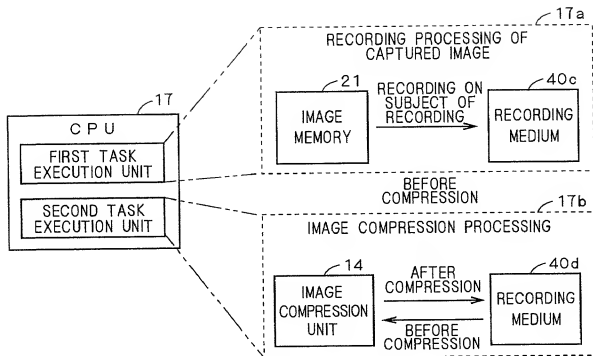 17a
RECORDING PROCESSING OF
CAPTURED IMAGE
21
IMAGE
MEMORY
RECORDING ON
SUBJECT OF
RECORDING
40c
RECORDING
MEDIUM
17
CPU
FIRST TASK
EXECUTION UNIT
SECOND TASK
EXECUTION UNIT
BEFORE
COMPRESSION
17b
IMAGE COMPRESSION PROCESSING
14
IMAGE
COMPRESSION
UNIT
AFTER
COMPRESSION
BEFORE
COMPRESSION
40d
RECORDING
MEDIUM